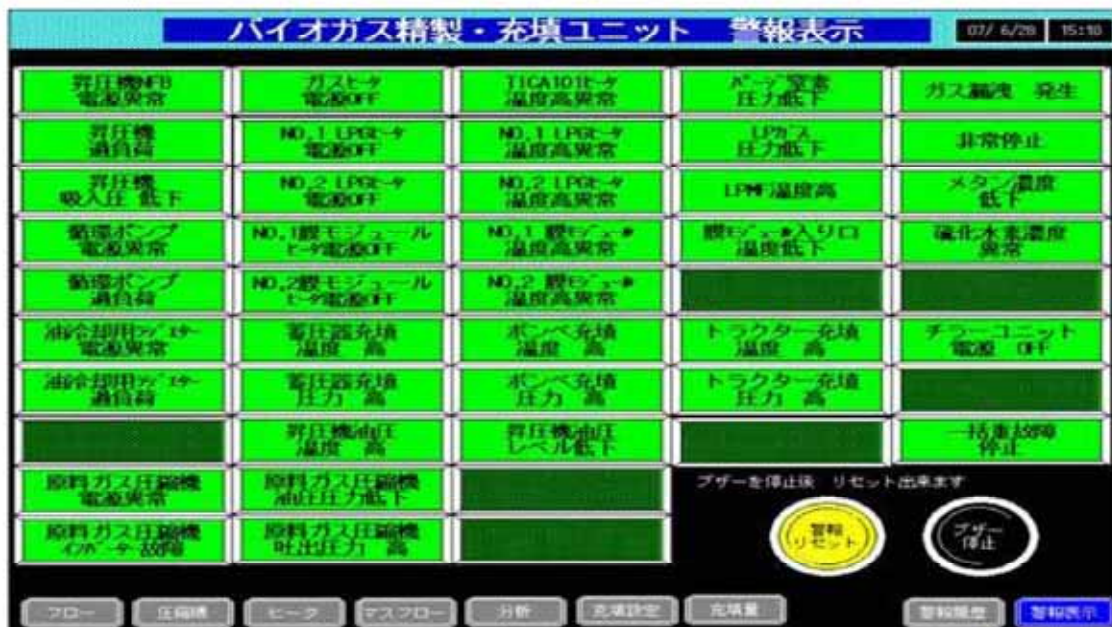 バイオガス精製・充填ユニット 警報表示
07/ 6/28 15:10
昇圧機NFB
電源異常
ガスヒータ
電源OFF
TICA101ヒータ
温度高異常
パージ窒素
圧力低下
ガス漏洩 発生
昇圧機
過負荷
NO.1 LPGヒータ
電源OFF
NO.1 LPGヒータ
温度高異常
LPガス
圧力低下
非常停止
昇圧機
吸入圧 低下
NO.2 LPGヒータ
電源OFF
NO.2 LPGヒータ
温度高異常
LPMF温度高
メタン濃度
低下
循環ポンプ
電源異常
NO.1膜モジュール
ヒータ電源OFF
NO.1 膜モジュール
温度高異常
膜モジュール入り口
温度低下
硫化水素濃度
異常
循環ポンプ
過負荷
NO.2膜モジュール
ヒータ電源OFF
NO.2 膜モジュール
温度高異常
油冷却用ラジエター
電源異常
蓄圧器充填
温度 高
ボンベ充填
温度 高
トラクター充填
温度 高
チラーユニット
電源 OFF
油冷却用ラジエター
過負荷
蓄圧器充填
圧力 高
ボンベ充填
圧力 高
トラクター充填
圧力 高
昇圧機油圧
温度 高
昇圧機油圧
レベル低下
一括重故障
停止
原料ガス圧縮機
電源異常
原料ガス圧縮機
油圧圧力低下
ブザーを停止後 リセット出来ます
原料ガス圧縮機
インバーター故障
原料ガス圧縮機
吐出圧力 高
警報
リセット
ブザー
停止
フロー 圧縮機 ヒータ マスフロー 分析 充填設定 充填量 警報履歴 警報表示